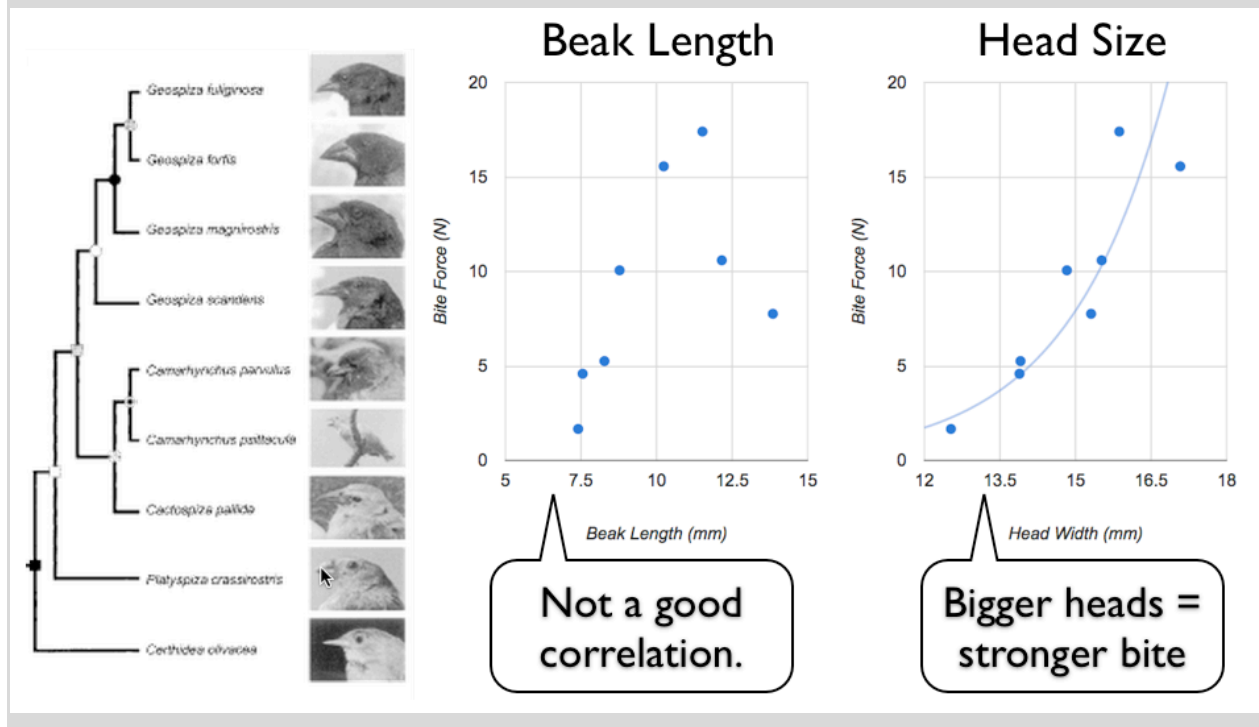 Beak Length
Head Size
Geospiza fuliginosa
Geospiza fortis
Geospiza magnirostris
Geospiza scandens
Camarhynchus parvulus
Camarhynchus psittacula
Cactospiza pallida
Platyspiza crassirostris
Certhidea olivacea
20
15
10
5
0
Bite Force (N)
5 7.5 10 12.5 15
Beak Length (mm)
Not a good
correlation.
20
15
10
5
0
Bite Force (N)
12 13.5 15 16.5 18
Head Width (mm)
Bigger heads =
stronger bite